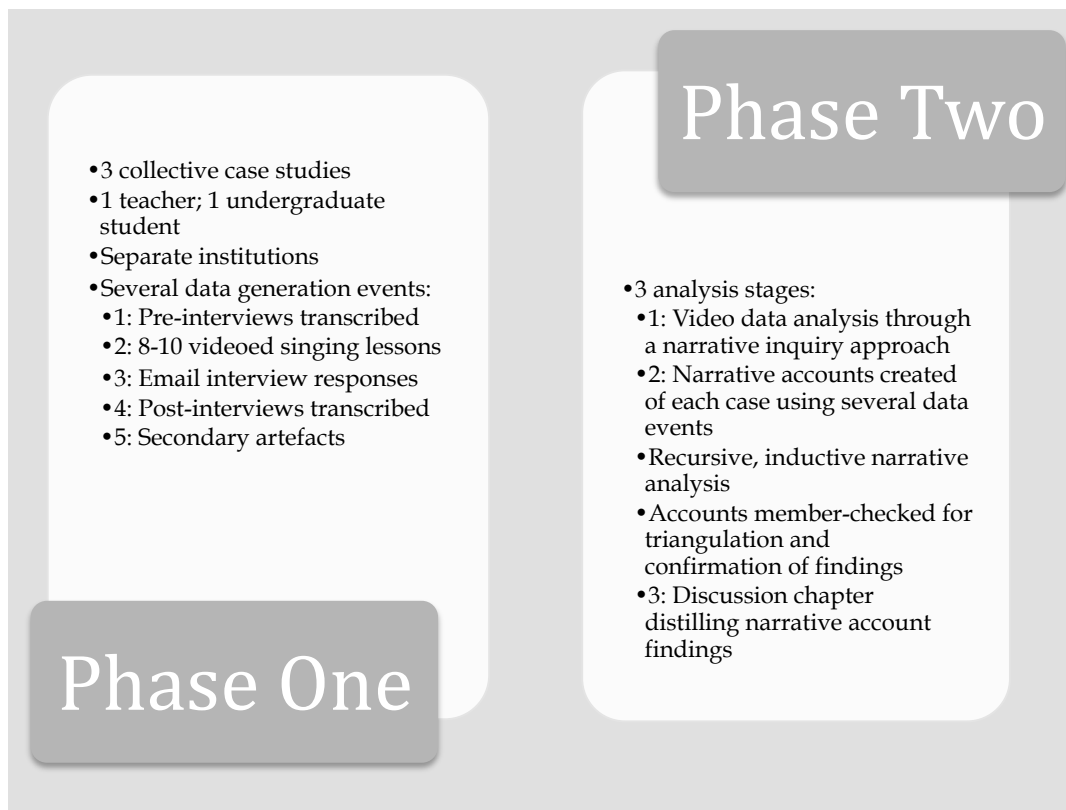 •3 collective case studies
•1 teacher; 1 undergraduate
student
•Separate institutions
•Several data generation events:
•1: Pre-interviews transcribed
•2: 8-10 videoed singing lessons
•3: Email interview responses
•4: Post-interviews transcribed
•5: Secondary artefacts
Phase One
Phase Two
•3 analysis stages:
•1: Video data analysis through
a narrative inquiry approach
•2: Narrative accounts created
of each case using several data
events
•Recursive, inductive narrative
analysis
•Accounts member-checked for
triangulation and
confirmation of findings
•3: Discussion chapter
distilling narrative account
findings